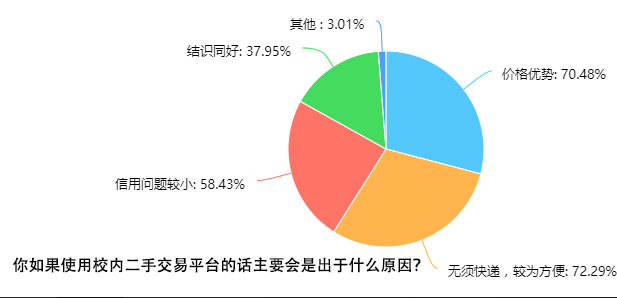 其他 : 3.01%
结识同好: 37.95%
价格优势: 70.48%
信用问题较小: 58.43%
你如果使用校内二手交易平台的话主要会是出于什么原因?
无须快递，较为方便: 72.29%